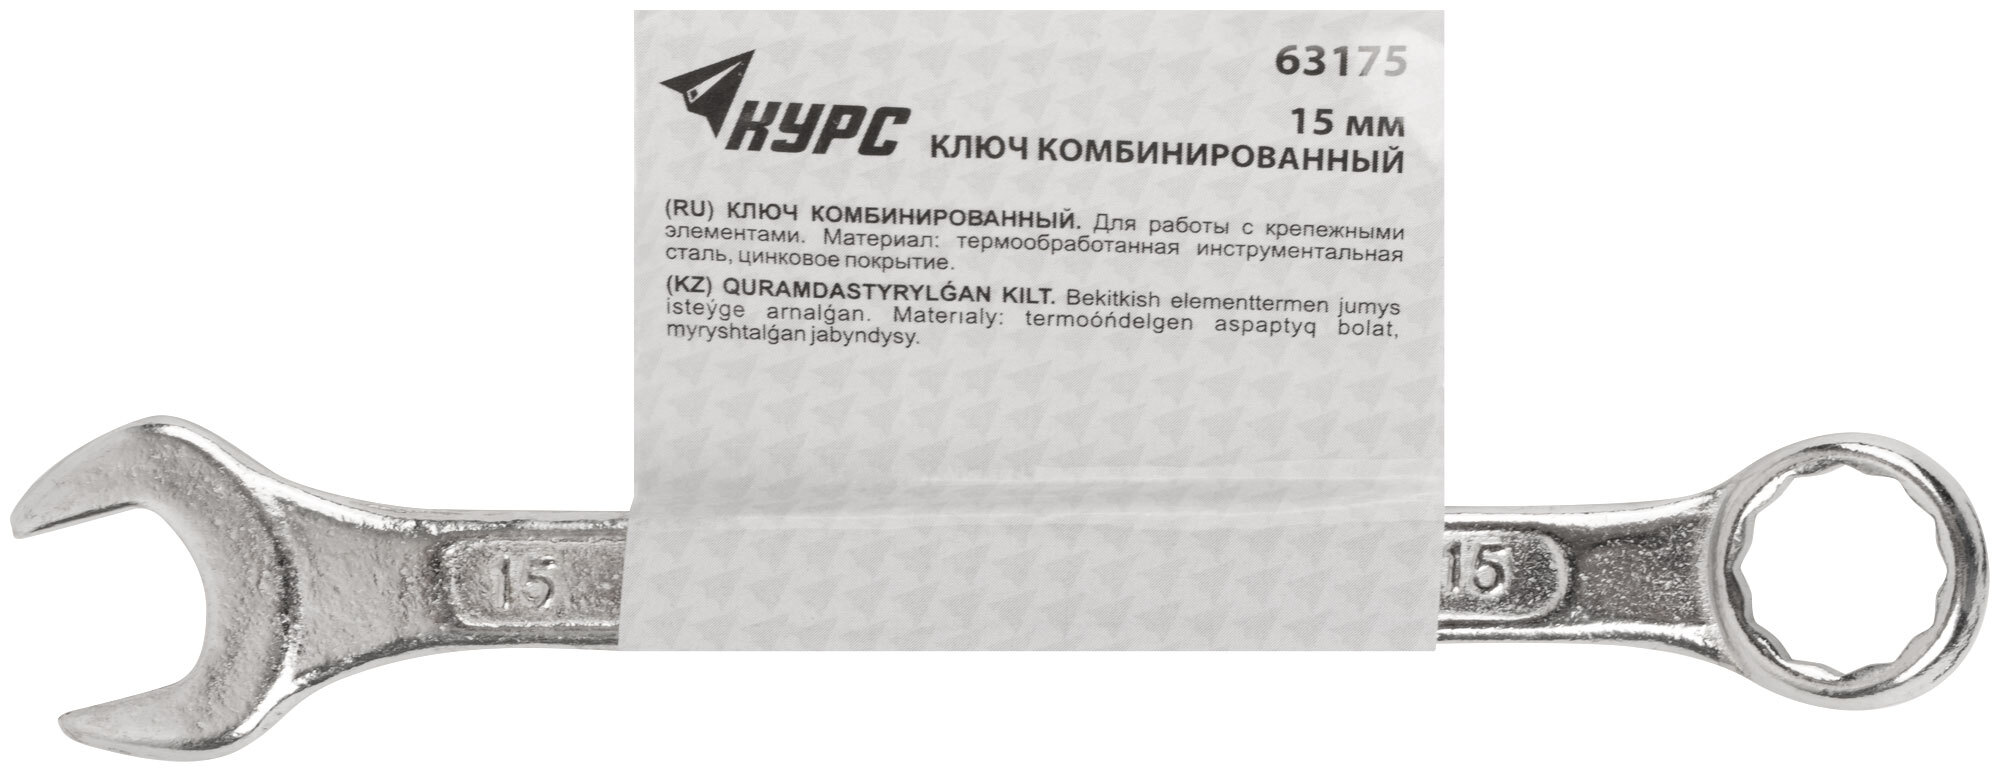 КУРС
63175
15 мм
КЛЮЧ КОМБИНИРОВАННЫЙ
(RU) КЛЮЧ КОМБИНИРОВАННЫЙ. Для работы с крепежными
элементами. Материал: термообработанная инструментальная
сталь, цинковое покрытие.
(KZ) QURAMDASTYRYLǴAN KILT. Bekitkish elementtermen jumys
isteýge arnalǵan. Materıaly: termoóńdelgen aspaptyq bolat,
myryshtalǵan jabyndysy.
15
15